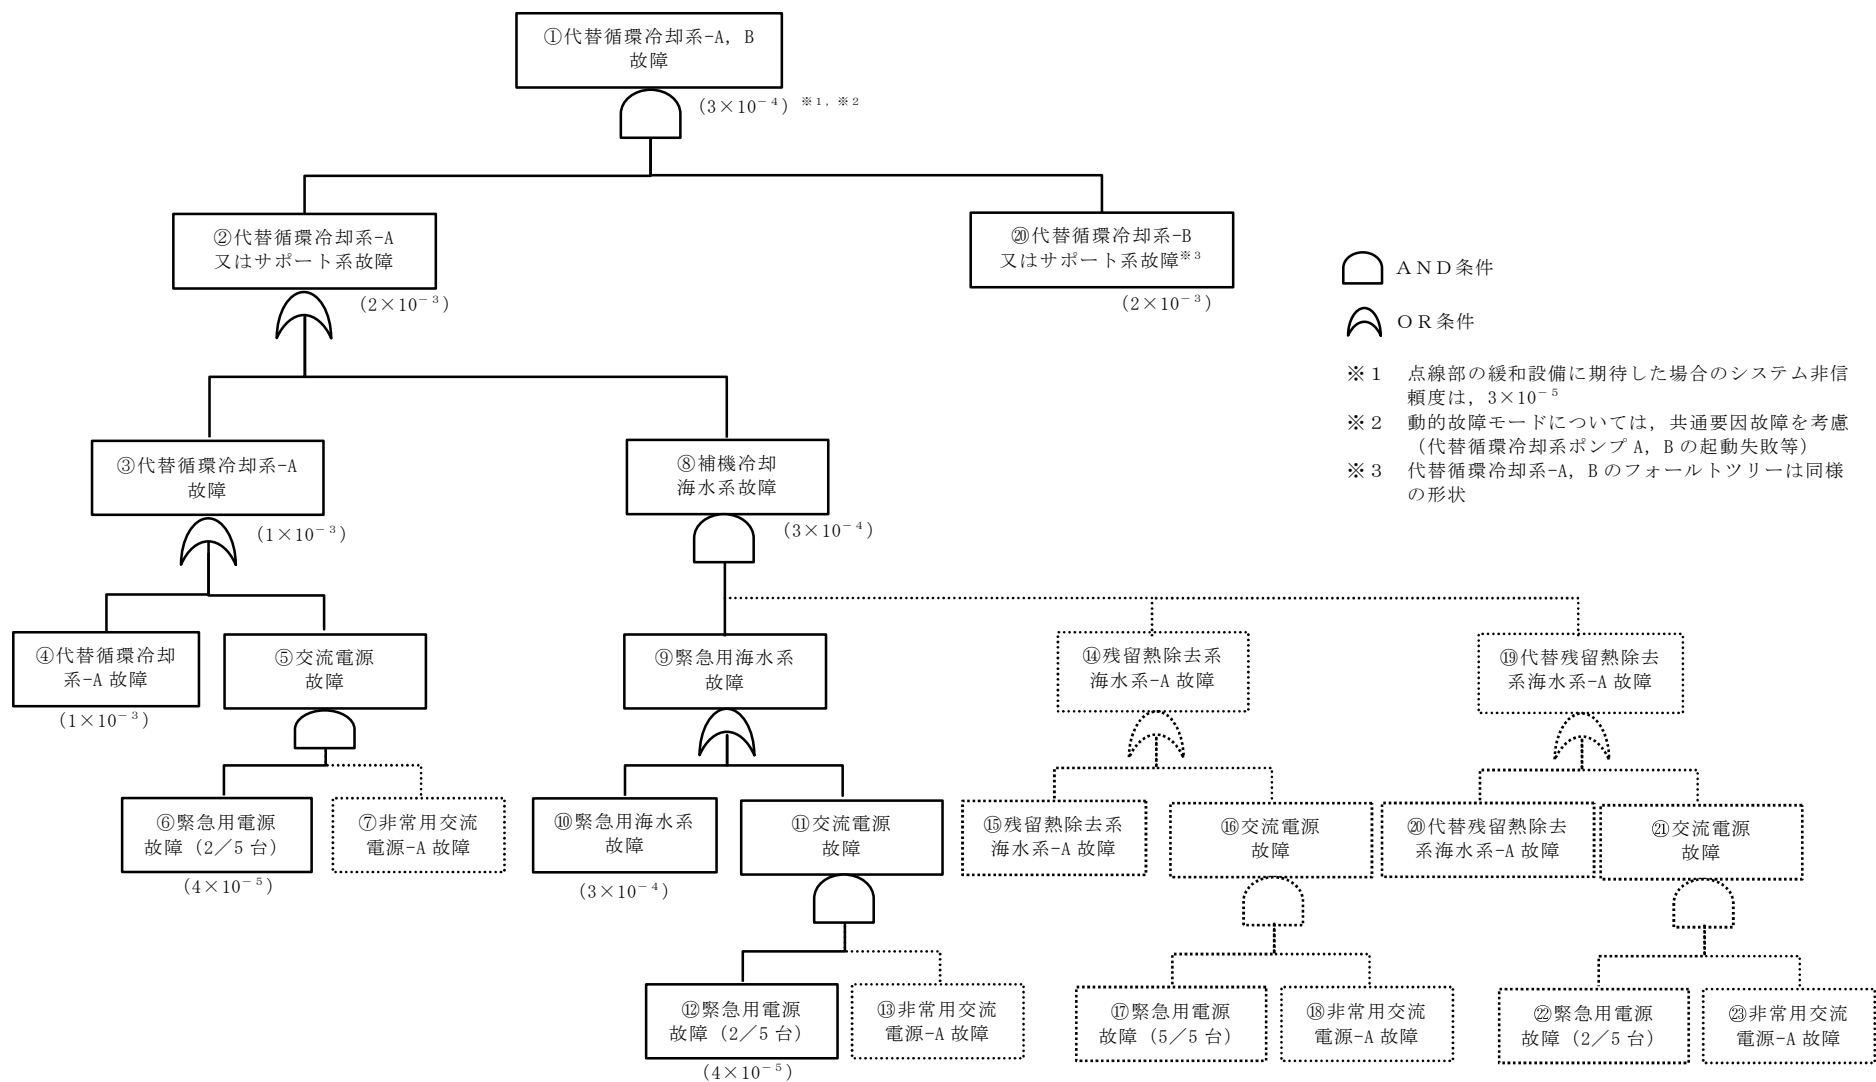 ①代替循環冷却系-A, B
故障
(3×10⁻⁴) ※1, ※2
②代替循環冷却系-A
又はサポート系故障
(2×10⁻³)
⑳代替循環冷却系-B
又はサポート系故障※3
(2×10⁻³)
AND条件
OR条件
※1 点線部の緩和設備に期待した場合のシステム非信
頼度は，3×10⁻⁵
※2 動的故障モードについては，共通要因故障を考慮
（代替循環冷却系ポンプ A, B の起動失敗等）
※3 代替循環冷却系-A, B のフォールトツリーは同様
の形状
③代替循環冷却系-A
故障
(1×10⁻³)
⑧補機冷却
海水系故障
(3×10⁻⁴)
④代替循環冷却
系-A 故障
(1×10⁻³)
⑤交流電源
故障
⑨緊急用海水系
故障
⑭残留熱除去系
海水系-A 故障
⑲代替残留熱除去
系海水系-A 故障
⑥緊急用電源
故障（2／5 台）
(4×10⁻⁵)
⑦非常用交流
電源-A 故障
⑩緊急用海水系
故障
(3×10⁻⁴)
⑪交流電源
故障
⑮残留熱除去系
海水系-A 故障
⑯交流電源
故障
⑳代替残留熱除去
系海水系-A 故障
㉑交流電源
故障
⑫緊急用電源
故障（2／5 台）
(4×10⁻⁵)
⑬非常用交流
電源-A 故障
⑰緊急用電源
故障（5／5 台）
⑱非常用交流
電源-A 故障
㉒緊急用電源
故障（2／5 台）
㉓非常用交流
電源-A 故障